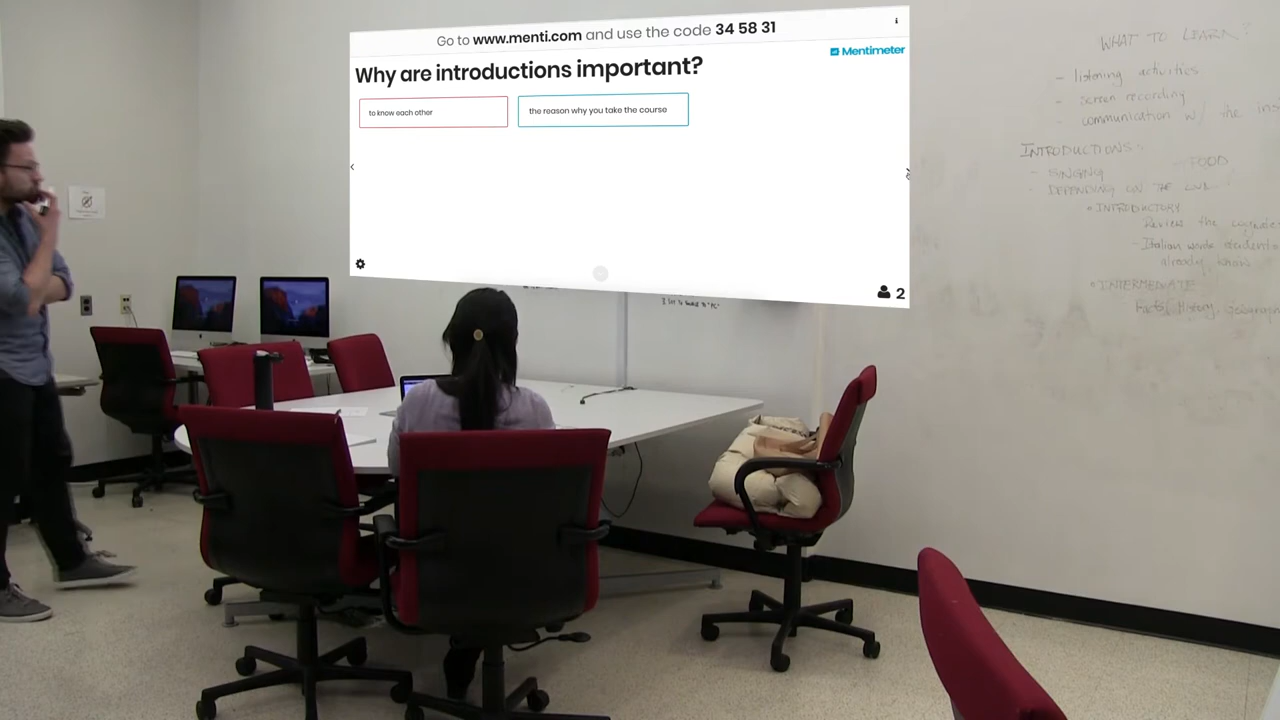 Go to www.menti.com and use the code 34 58 31
Mentimeter
Why are introductions important?
to know each other
the reason why you take the course
2
WHAT TO LEARN?
- listening activities
- screen recording
- communication w/ the
INTRODUCTIONS:
- SINGING
- FOOD
- DEPENDING ON THE
• INTRODUCTORY
Review the
- Italian words
already know
• INTERMEDIATE
Facts, History,